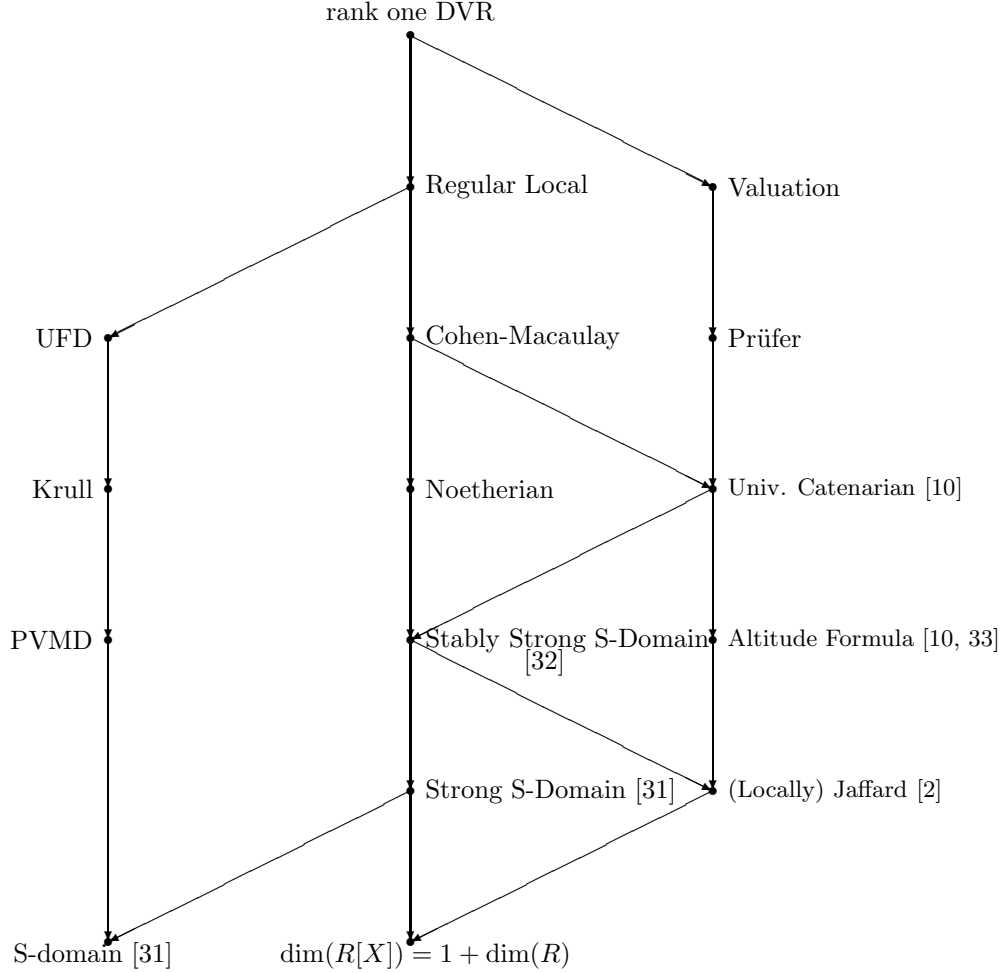 rank one DVR
Regular Local
Valuation
UFD
Cohen-Macaulay
Prüfer
Krull
Noetherian
Univ. Catenarian [10]
PVMD
Stably Strong S-Domain
[32]
Altitude Formula [10, 33]
Strong S-Domain [31]
(Locally) Jaffard [2]
S-domain [31]
dim(R[X]) = 1 + dim(R)